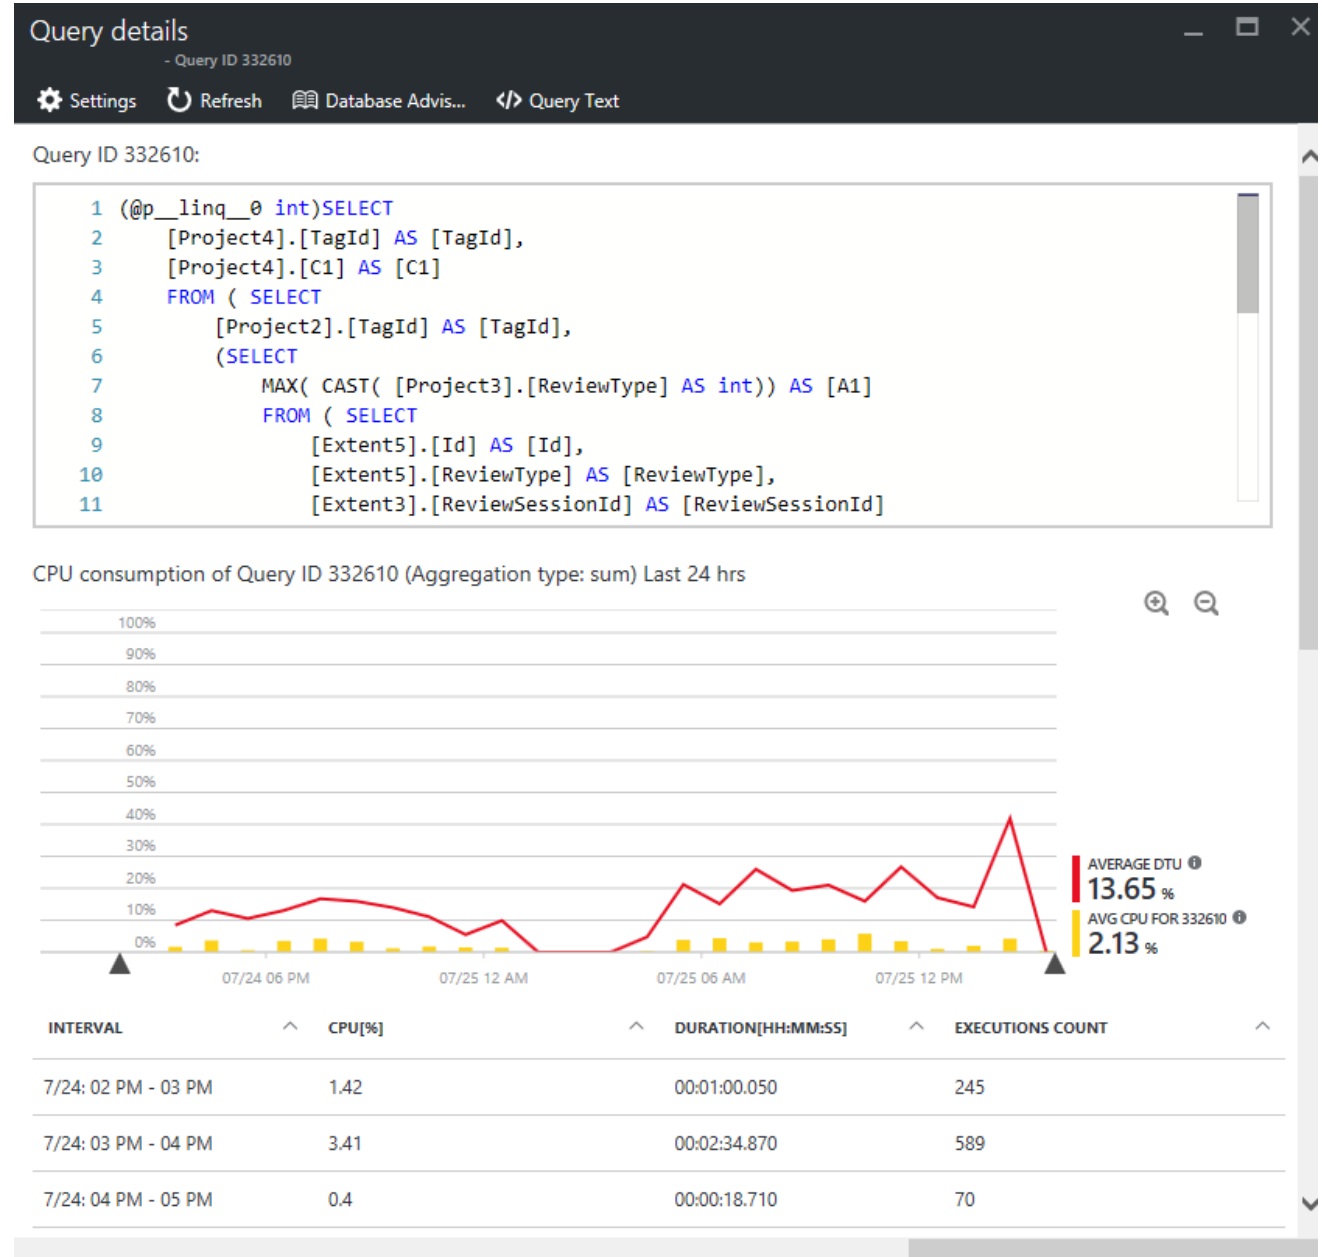 Query details
- Query ID 332610
Settings Refresh Database Advis... </> Query Text
Query ID 332610:
1 (@p__linq__0 int)SELECT
2 [Project4].[TagId] AS [TagId],
3 [Project4].[C1] AS [C1]
4 FROM ( SELECT
5 [Project2].[TagId] AS [TagId],
6 (SELECT
7 MAX( CAST( [Project3].[ReviewType] AS int)) AS [A1]
8 FROM ( SELECT
9 [Extent5].[Id] AS [Id],
10 [Extent5].[ReviewType] AS [ReviewType],
11 [Extent3].[ReviewSessionId] AS [ReviewSessionId]
CPU consumption of Query ID 332610 (Aggregation type: sum) Last 24 hrs
100%
90%
80%
70%
60%
50%
40%
30%
20%
10%
0%
AVERAGE DTU
13.65 %
AVG CPU FOR 332610
2.13 %
07/24 06 PM 07/25 12 AM 07/25 06 AM 07/25 12 PM
INTERVAL CPU[%] DURATION[HH:MM:SS] EXECUTIONS COUNT
7/24: 02 PM - 03 PM 1.42 00:01:00.050 245
7/24: 03 PM - 04 PM 3.41 00:02:34.870 589
7/24: 04 PM - 05 PM 0.4 00:00:18.710 70